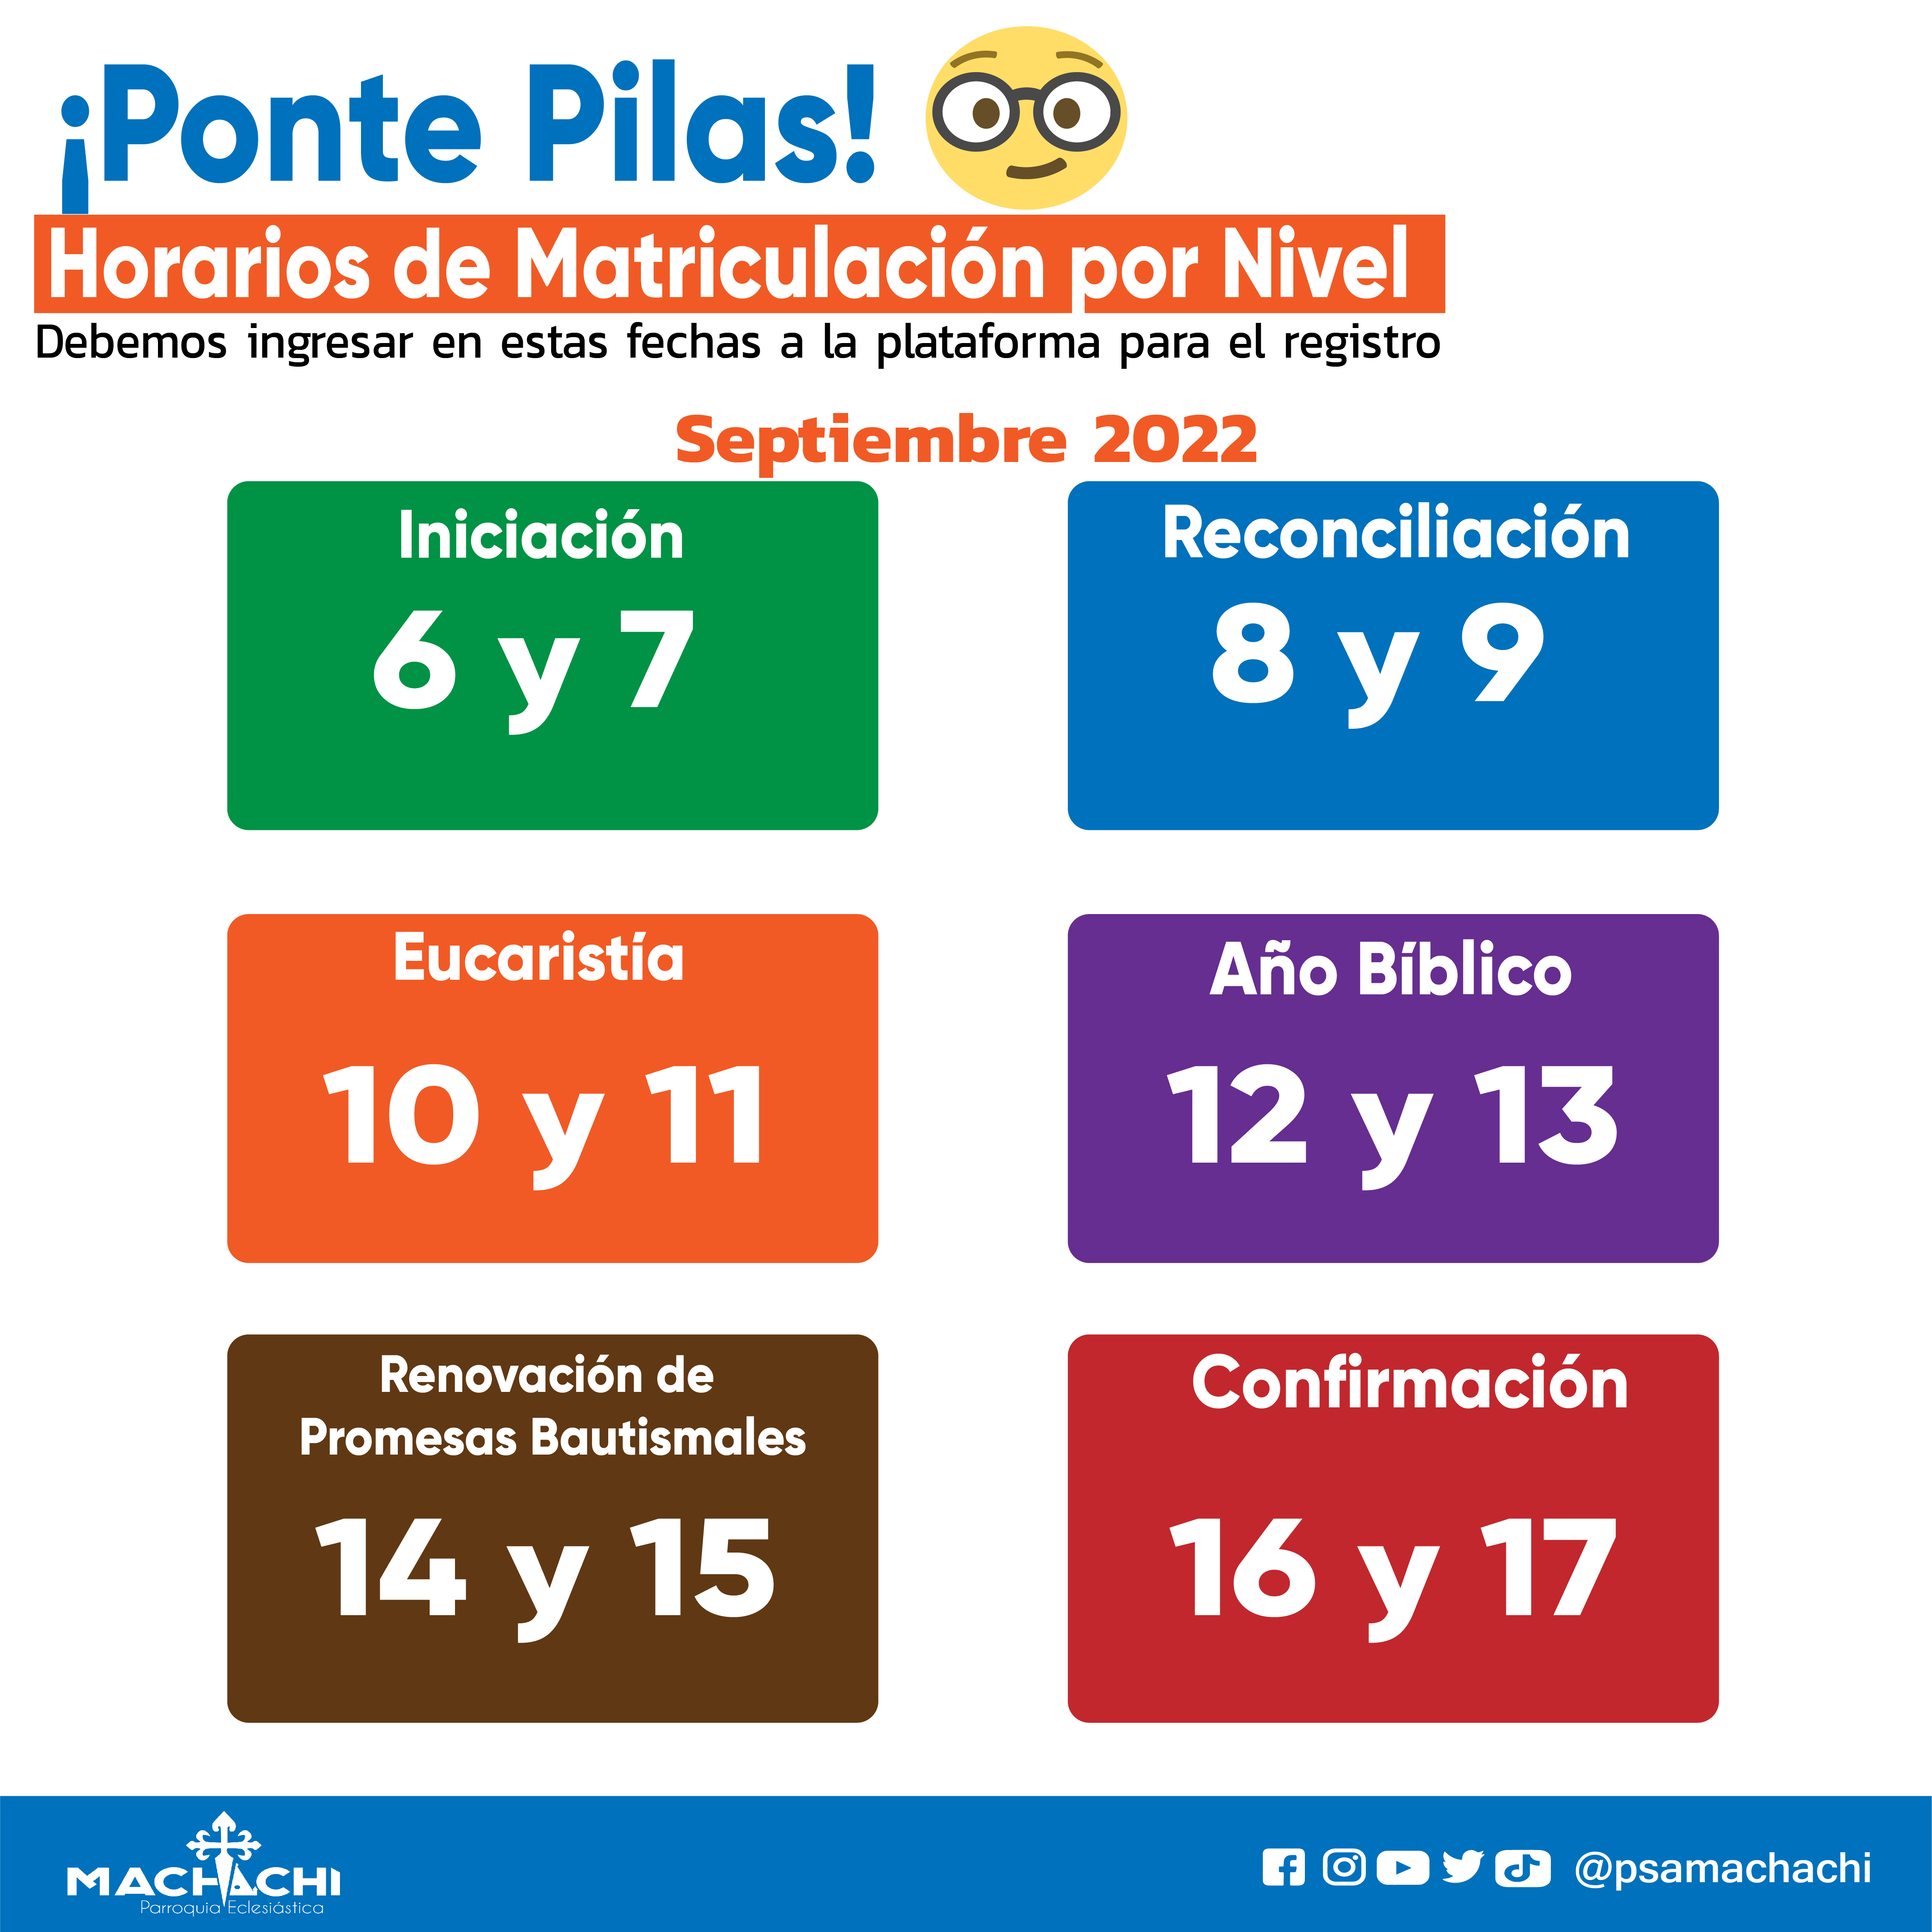 ¡Ponte Pilas!
Horarios de Matriculación por Nivel
Debemos ingresar en estas fechas a la plataforma para el registro
Septiembre 2022
Iniciación
6 y 7
Reconciliación
8 y 9
Eucaristía
10 y 11
Año Bíblico
12 y 13
Renovación de
Promesas Bautismales
14 y 15
Confirmación
16 y 17
MACHACHI
Parroquia Eclesiástica
@psamachachi